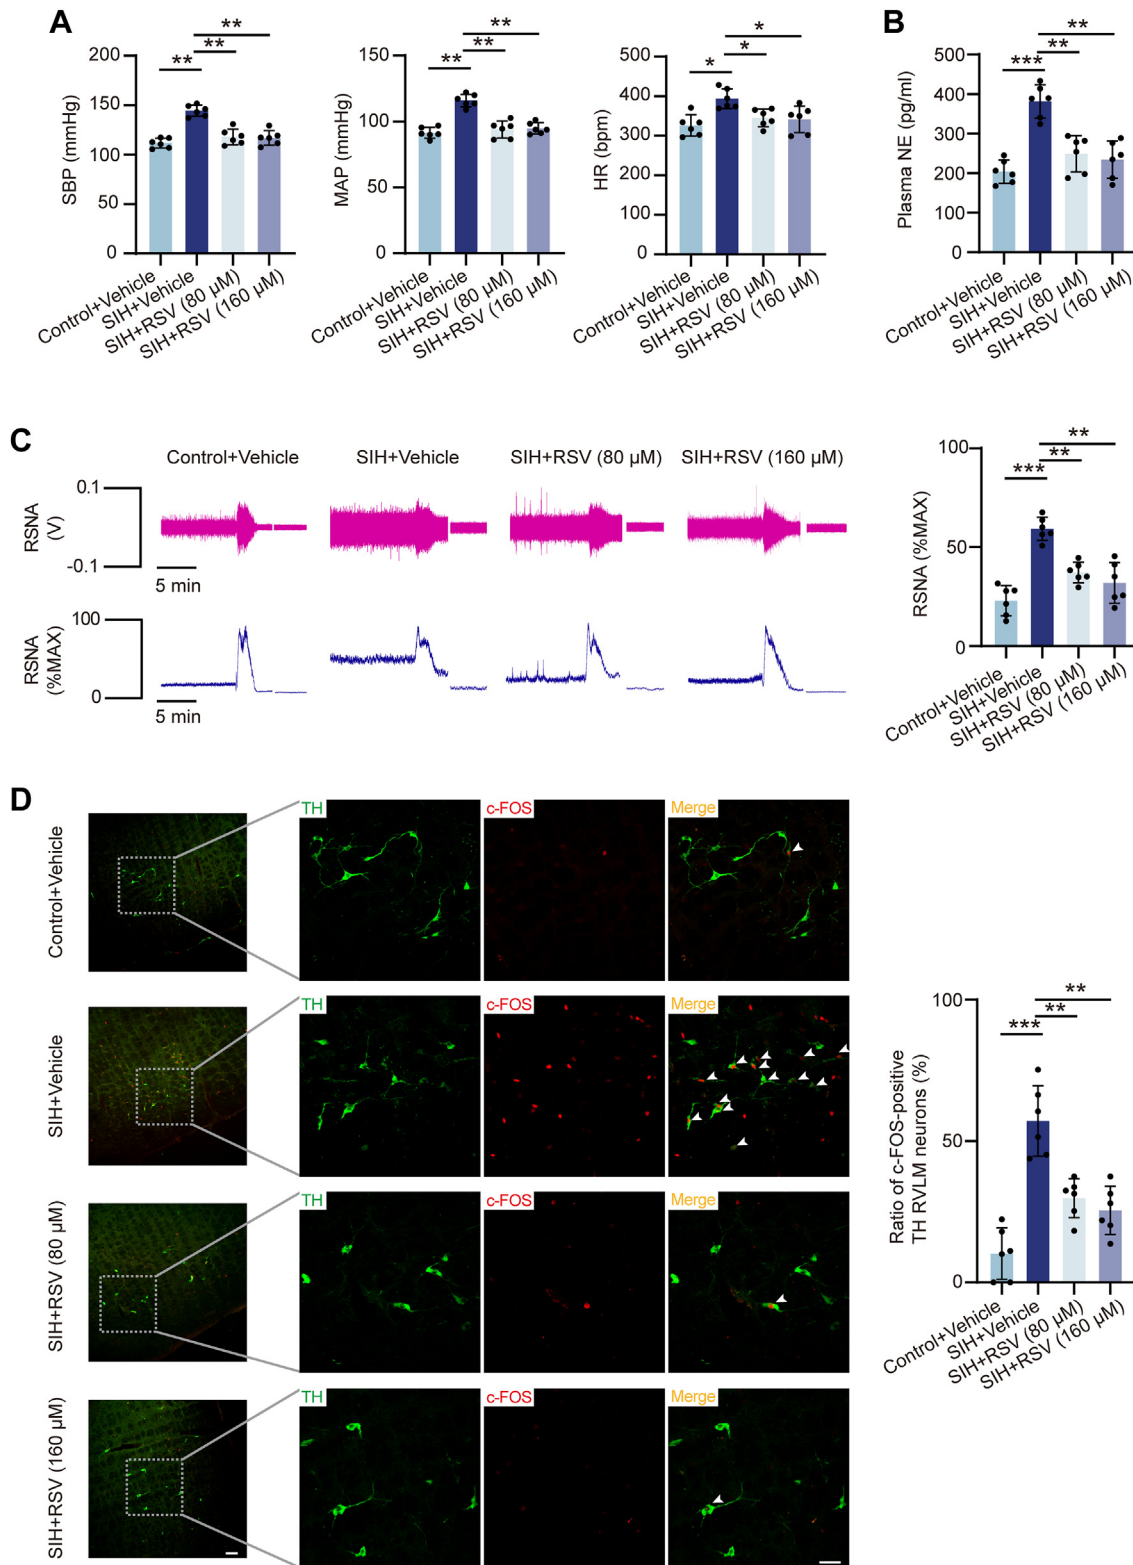 A
SBP (mmHg)
200
150
100
50
0
**
**
**
Control+Vehicle
SIH+Vehicle
SIH+RSV (80 µM)
SIH+RSV (160 µM)
MAP (mmHg)
150
100
50
0
**
**
**
Control+Vehicle
SIH+Vehicle
SIH+RSV (80 µM)
SIH+RSV (160 µM)
HR (bpm)
500
400
300
200
100
0
*
*
*
Control+Vehicle
SIH+Vehicle
SIH+RSV (80 µM)
SIH+RSV (160 µM)
B
Plasma NE (pg/ml)
500
400
300
200
100
0
**
**
***
Control+Vehicle
SIH+Vehicle
SIH+RSV (80 µM)
SIH+RSV (160 µM)
C
Control+Vehicle SIH+Vehicle SIH+RSV (80 µM) SIH+RSV (160 µM)
RSNA
(V)
0.1
-0.1
5 min
RSNA
(%MAX)
100
0
5 min
RSNA (%MAX)
100
50
0
**
**
***
Control+Vehicle
SIH+Vehicle
SIH+RSV (80 µM)
SIH+RSV (160 µM)
D
Control+Vehicle
TH c-FOS Merge
SIH+Vehicle
TH c-FOS Merge
SIH+RSV (80 µM)
TH c-FOS Merge
SIH+RSV (160 µM)
TH c-FOS Merge
Ratio of c-FOS-positive
TH RVLM neurons (%)
100
50
0
**
**
***
Control+Vehicle
SIH+Vehicle
SIH+RSV (80 µM)
SIH+RSV (160 µM)